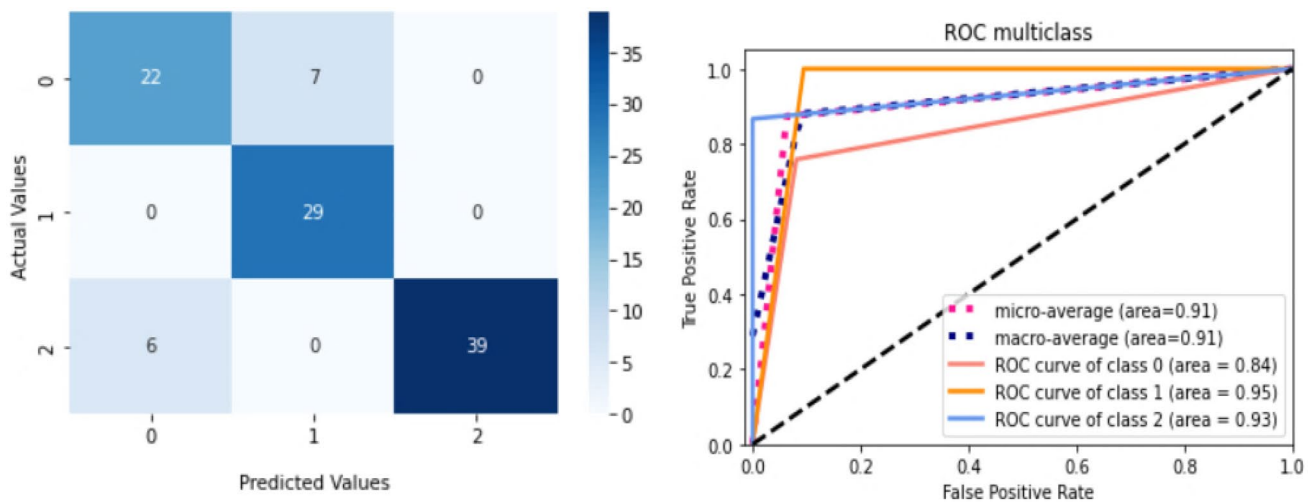 0
1
2
Actual Values
22 7 0
0 29 0
6 0 39
0 1 2
Predicted Values
35
30
25
20
15
10
5
0
ROC multiclass
True Positive Rate
1.0
0.8
0.6
0.4
0.2
0.0
micro-average (area=0.91)
macro-average (area=0.91)
ROC curve of class 0 (area = 0.84)
ROC curve of class 1 (area = 0.95)
ROC curve of class 2 (area = 0.93)
0.0 0.2 0.4 0.6 0.8 1.0
False Positive Rate